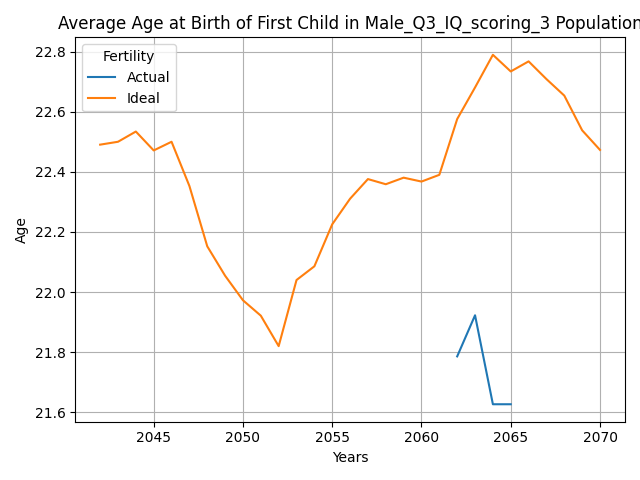 Average Age at Birth of First Child in Male_Q3_IQ_scoring_3 Population
Fertility
Actual
Ideal
22.8
22.6
22.4
22.2
22.0
21.8
21.6
Age
2045 2050 2055 2060 2065 2070
Years